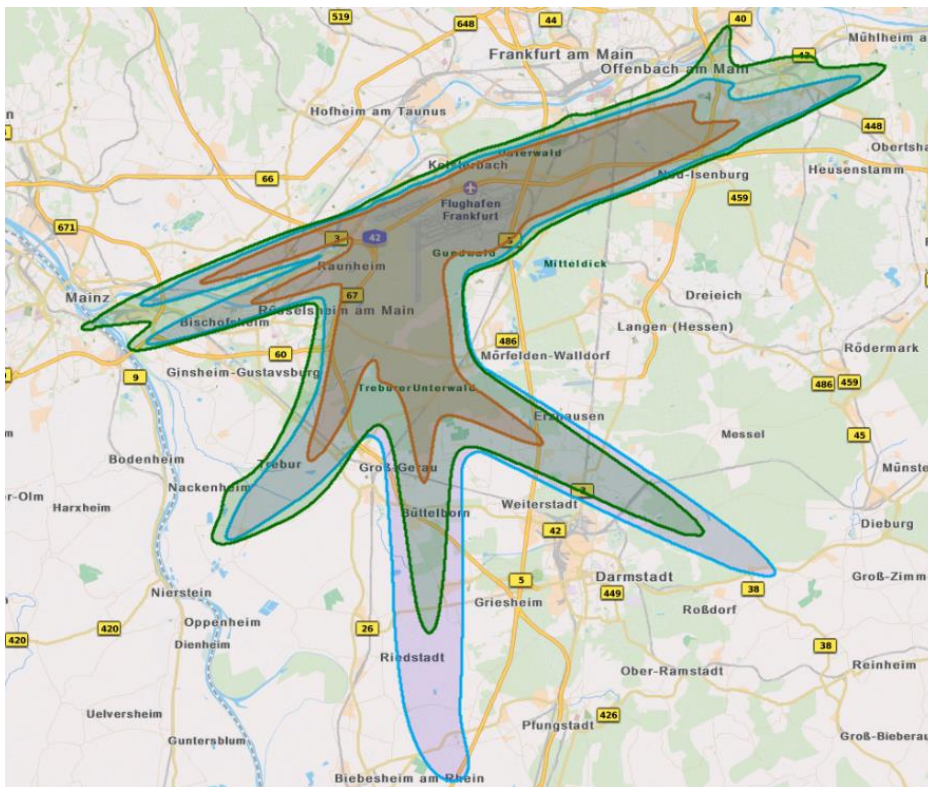 519
648
44
40
Mühlheim a
Frankfurt am Main
43
Offenbach am Main
Hofheim am Taunus
448
Obertsha
Unterwald
Kelsterbach
66
Neu-Isenburg
Heusenstamm
Flughafen
Frankfurt
459
671
3
42
5
Gundwald
Raunheim
Mitteldick
Mainz
67
Dreieich
Rüsselsheim am Main
Bischofsheim
Langen (Hessen)
486
Rödermark
60
Mörfelden-Walldorf
9
Ginsheim-Gustavsburg
486
459
Treburer Unterwald
Erzhausen
Messel
45
Bodenheim
Trebur
Groß-Gerau
Münste
Nackenheim
3
or-Olm
Harxheim
Weiterstadt
Büttelborn
Dieburg
42
Darmstadt
Groß-Zimm
5
38
Nierstein
449
Griesheim
Roßdorf
Oppenheim
26
420
420
Dienheim
38
Riedstadt
Reinheim
Ober-Ramstadt
Uelversheim
426
Pfungstadt
Guntersblum
Groß-Bieberau
Biebesheim am Rhein